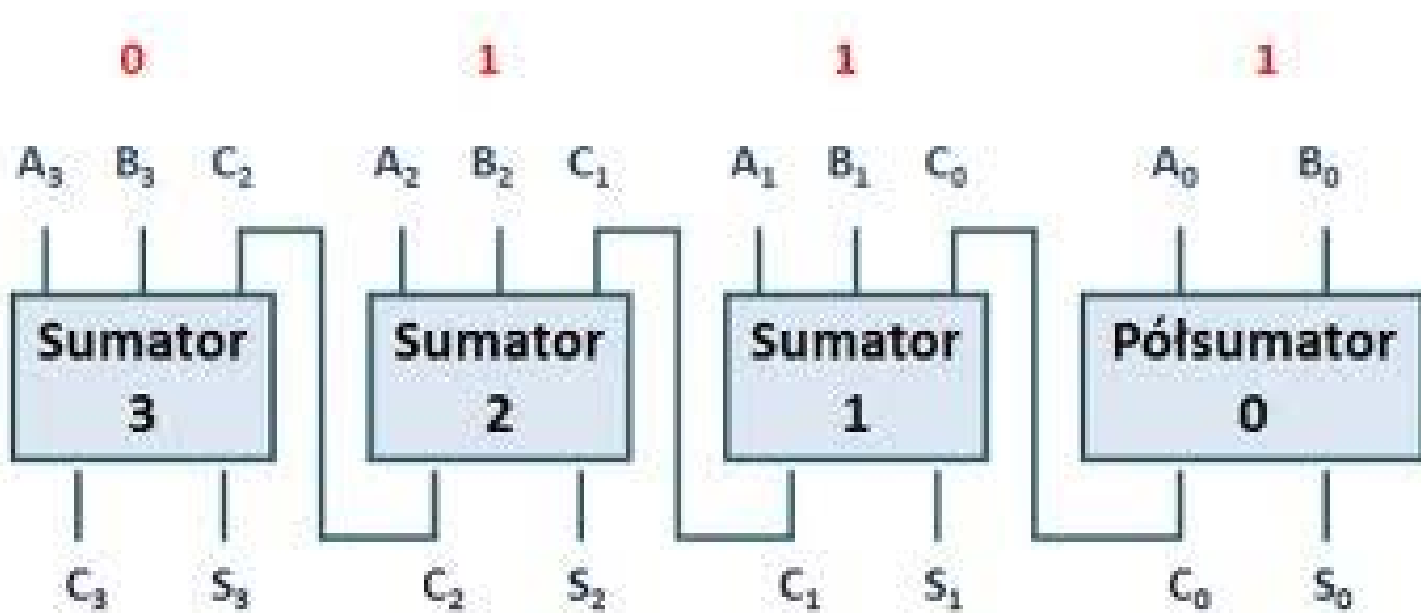 0 1 1 1
A₃ B₃ C₂ A₂ B₂ C₁ A₁ B₁ C₀ A₀ B₀
Sumator Sumator Sumator Półsumator
3 2 1 0
C₃ S₃ C₂ S₂ C₁ S₁ C₀ S₀